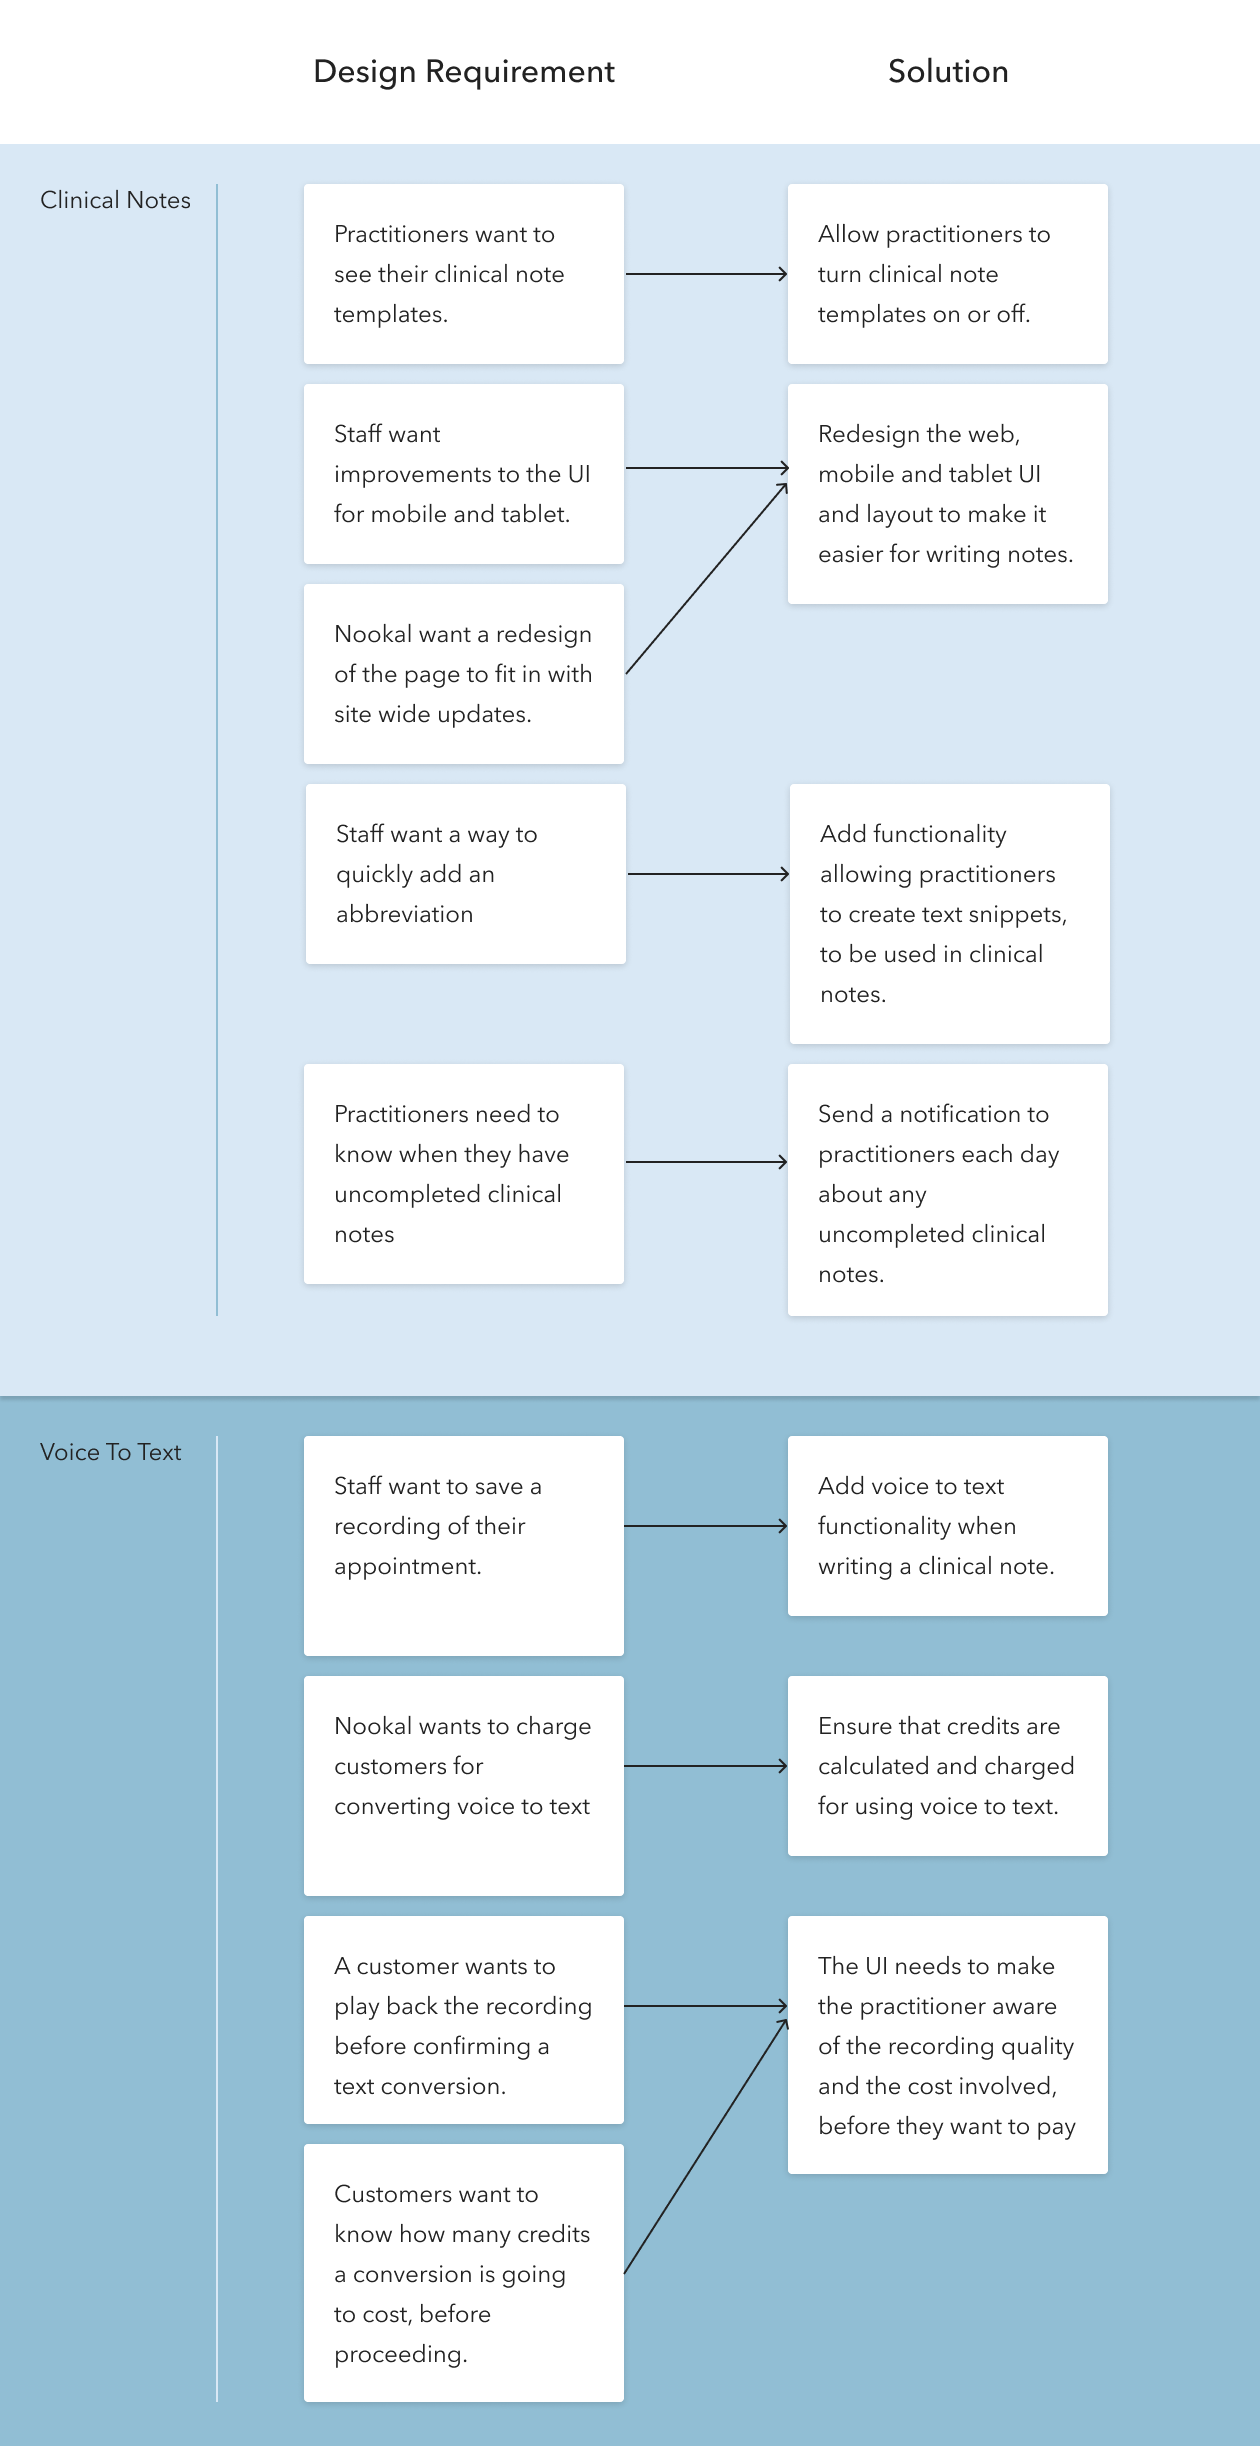 Design Requirement
Solution
Clinical Notes
Practitioners want to
see their clinical note
templates.
Allow practitioners to
turn clinical note
templates on or off.
Staff want
improvements to the UI
for mobile and tablet.
Redesign the web,
mobile and tablet UI
and layout to make it
easier for writing notes.
Nookal want a redesign
of the page to fit in with
site wide updates.
Staff want a way to
quickly add an
abbreviation
Add functionality
allowing practitioners
to create text snippets,
to be used in clinical
notes.
Practitioners need to
know when they have
uncompleted clinical
notes
Send a notification to
practitioners each day
about any
uncompleted clinical
notes.
Voice To Text
Staff want to save a
recording of their
appointment.
Add voice to text
functionality when
writing a clinical note.
Nookal wants to charge
customers for
converting voice to text
Ensure that credits are
calculated and charged
for using voice to text.
A customer wants to
play back the recording
before confirming a
text conversion.
The UI needs to make
the practitioner aware
of the recording quality
and the cost involved,
before they want to pay
Customers want to
know how many credits
a conversion is going
to cost, before
proceeding.